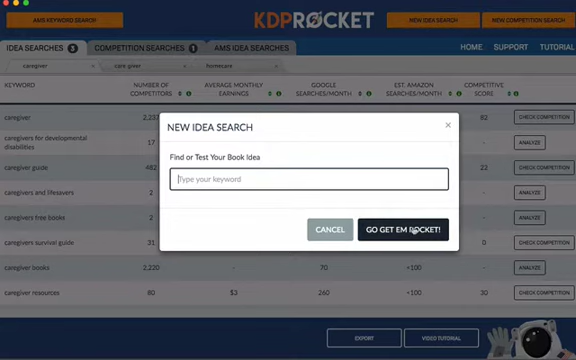 AMS KEYWORD SEARCH
KDPROCKET
NEW IDEA SEARCH
NEW COMPETITION SEARCH
IDEA SEARCHES 3
COMPETITION SEARCHES 1
AMS IDEA SEARCHES
HOME
SUPPORT
TUTORIAL
caregiver ×
care giver ×
homecare ×
KEYWORD
NUMBER OF COMPETITORS
AVERAGE MONTHLY EARNINGS
GOOGLE SEARCHES/MONTH
EST. AMAZON SEARCHES/MONTH
COMPETITIVE SCORE
caregiver 82 CHECK COMPETITION
caregivers for developmental disabilities 17 ANALYZE
caregiver guide 482 CHECK COMPETITION
caregivers and lifesavers 2 ANALYZE
caregivers free books 2 ANALYZE
caregivers survival guide 31 0 CHECK COMPETITION
caregiver books 2,220 - 70 <100 ANALYZE
caregiver resources $3 260 <100 30 CHECK COMPETITION
NEW IDEA SEARCH ×
Find or Test Your Book Idea
Type your keyword
CANCEL
GO GET EM ROCKET!
EXPORT
VIDEO TUTORIAL